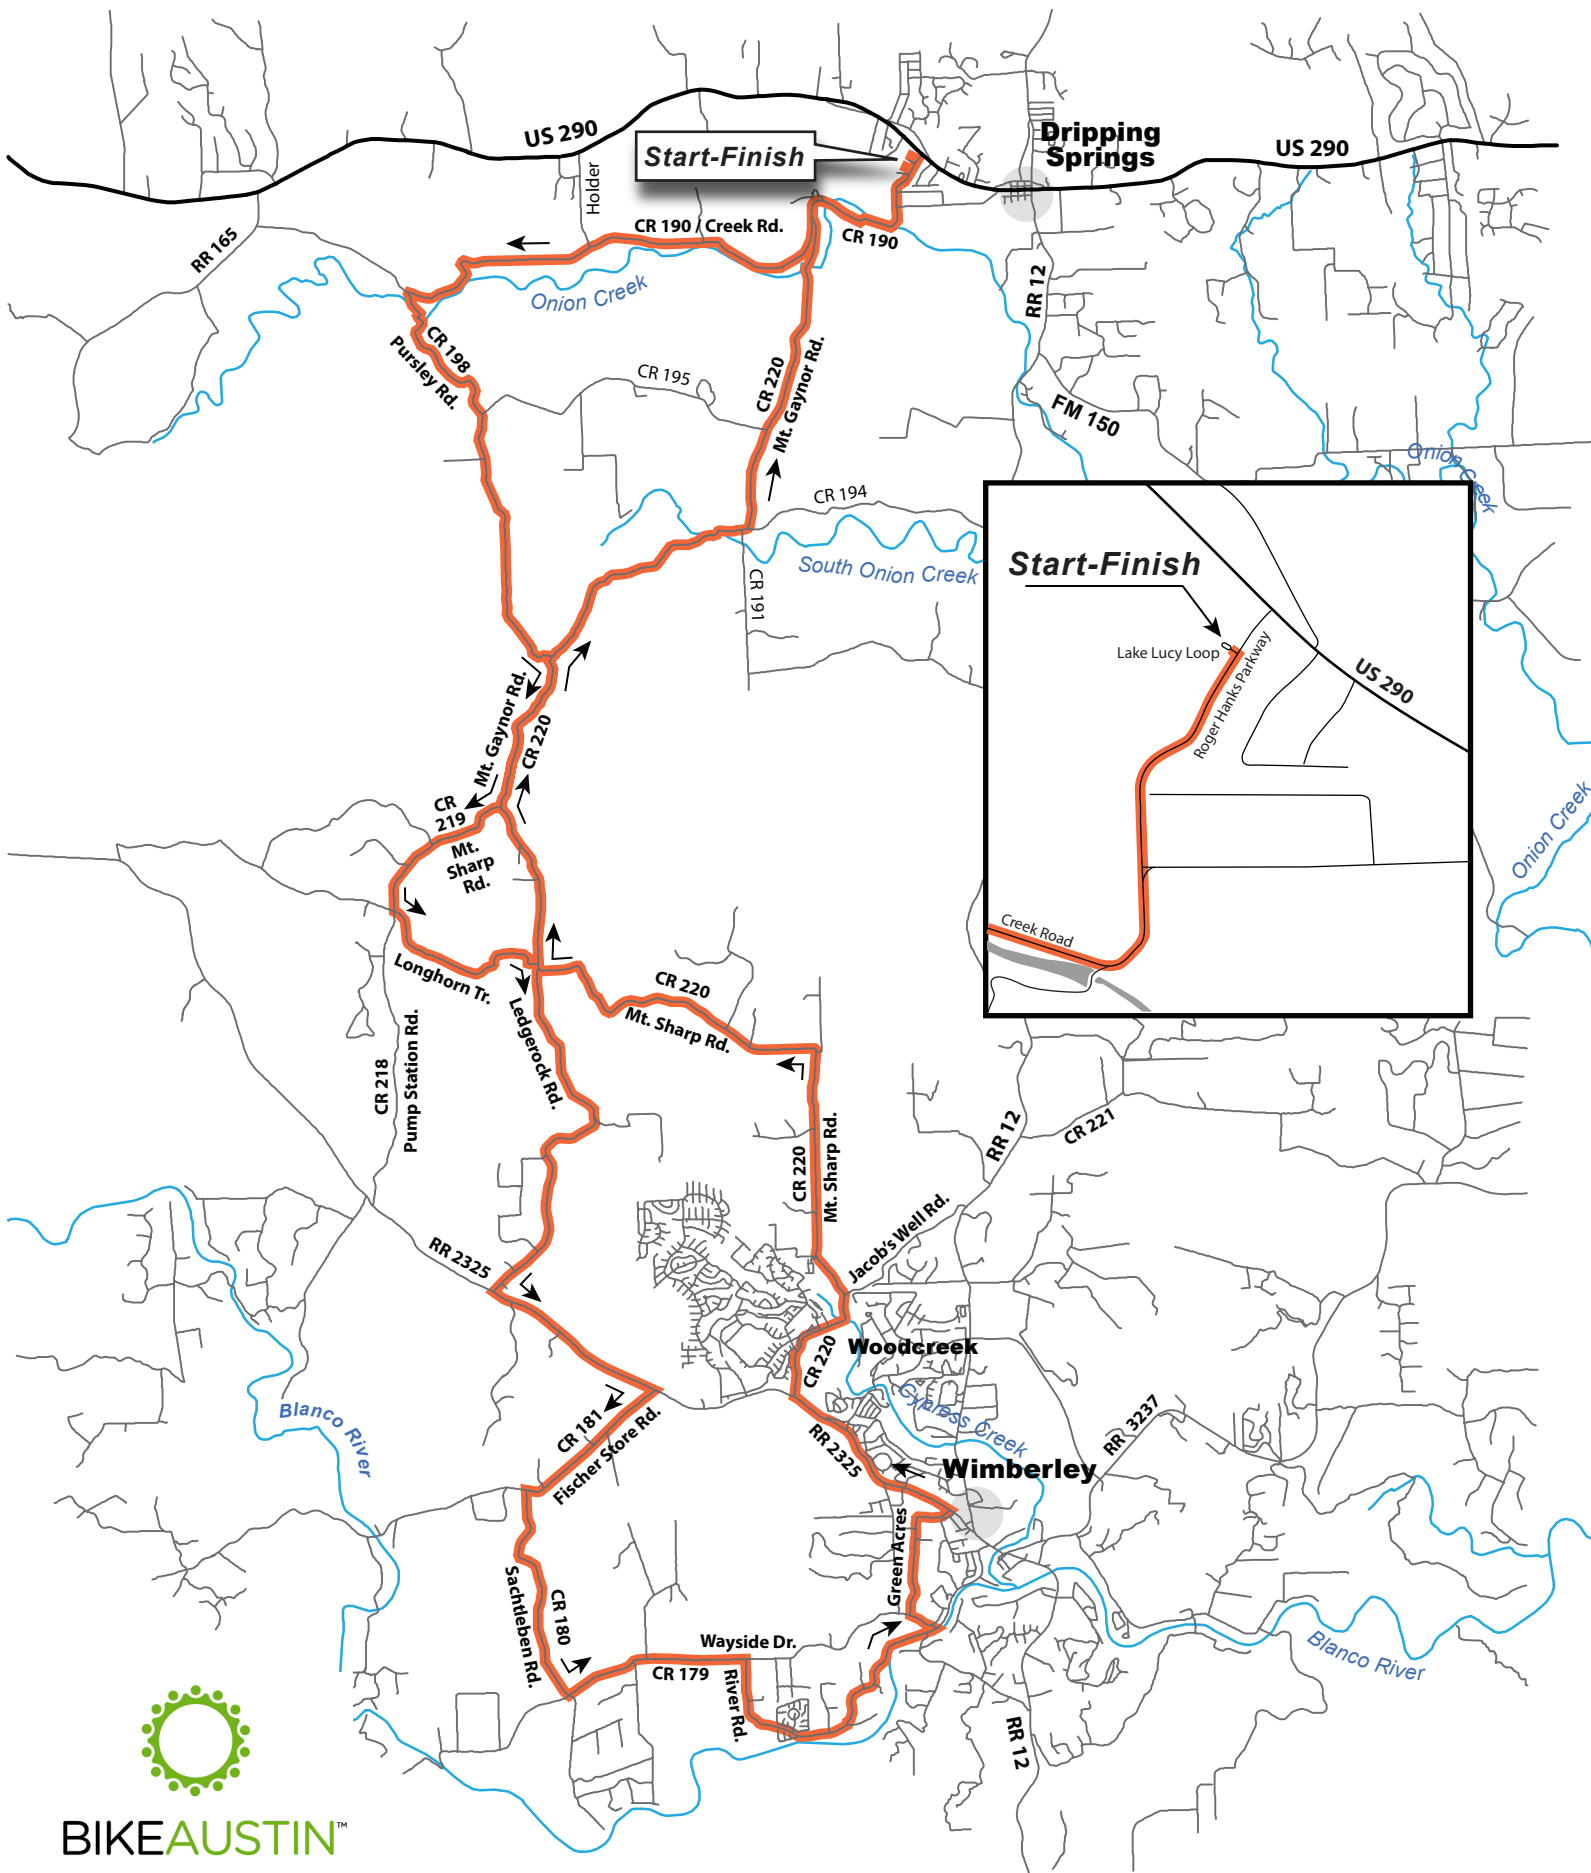 US 290
Start-Finish
Dripping
Springs
US 290
Holder
CR 190 / Creek Rd.
CR 190
RR 165
Onion Creek
RR 12
CR 198
Pursley Rd.
CR 195
CR 220
Mt. Gaynor Rd.
FM 150
Onion Creek
CR 194
South Onion Creek
CR 191
Start-Finish
Lake Lucy Loop
Roger Hanks Parkway
US 290
Creek Road
Onion Creek
Mt. Gaynor Rd.
CR 220
CR
219
Mt.
Sharp
Rd.
Longhorn Tr.
Ledgerock Rd.
CR 220
Mt. Sharp Rd.
CR 218
Pump Station Rd.
CR 220
Mt. Sharp Rd.
RR 12
CR 221
Jacob's Well Rd.
RR 2325
Woodcreek
CR 220
Cypress Creek
Blanco River
CR 181
Fischer Store Rd.
RR 2325
RR 3237
Wimberley
Green Acres
Sachtleben Rd.
CR 180
Wayside Dr.
CR 179
River Rd.
Blanco River
RR 12
BIKEAUSTIN™